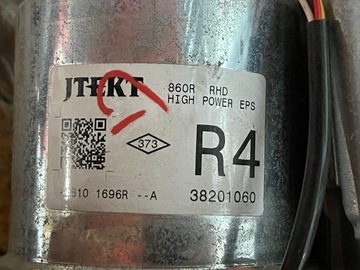 JTEKT
860R RHD
HIGH POWER EPS
373
R4
1696R --A
38201060